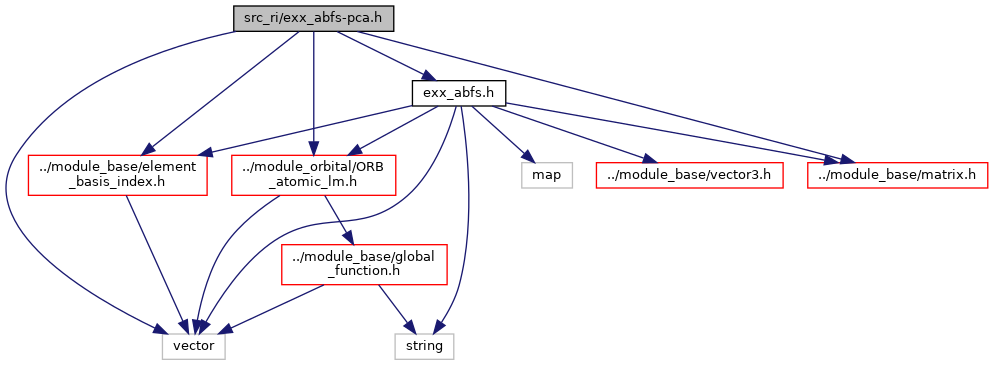 src_ri/exx_abfs-pca.h
exx_abfs.h
../module_base/element
_basis_index.h
../module_orbital/ORB
_atomic_lm.h
map
../module_base/vector3.h
../module_base/matrix.h
../module_base/global
_function.h
vector
string